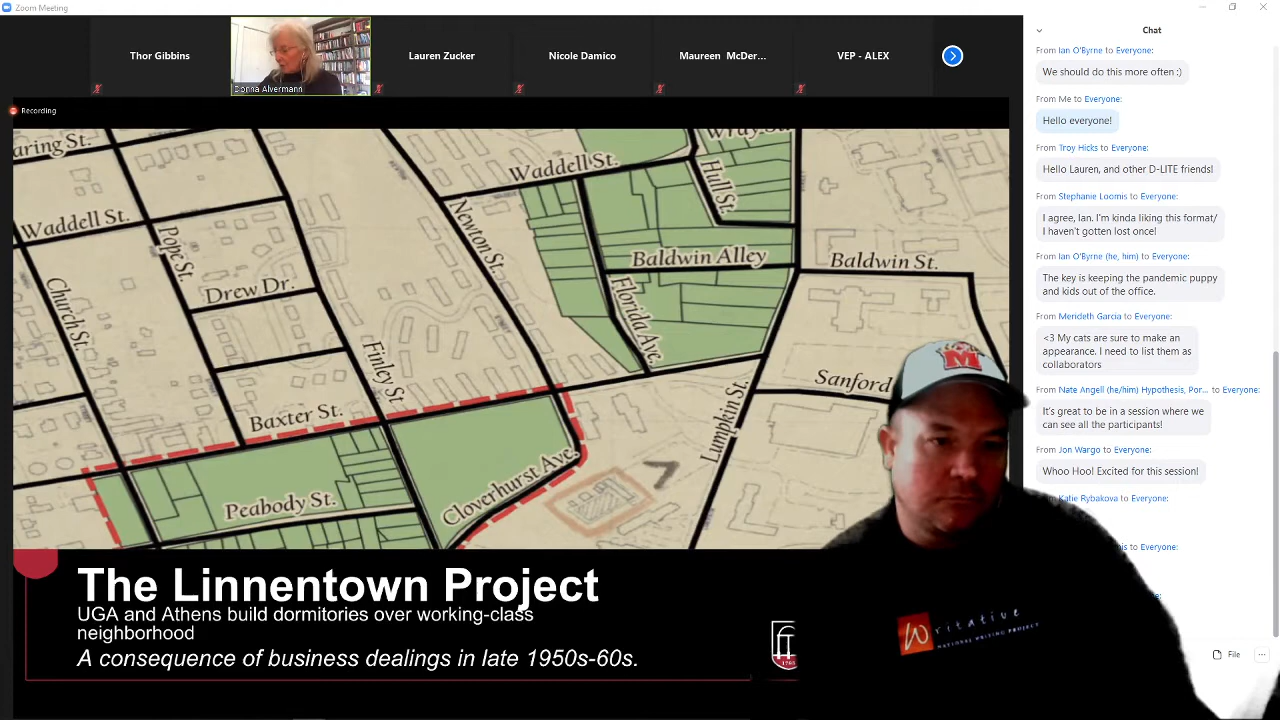 Zoom Meeting
Chat
Thor Gibbins
Donna Alvermann
Lauren Zucker
Nicole Damico
Maureen McDer...
VEP - ALEX
Recording
Waddell St.
Hull St.
Waddell St.
Newton St.
Pope St.
Baldwin Alley
Baldwin St.
Church St.
Drew Dr.
Florida Ave.
Finley St.
Sanford
Baxter St.
Lumpkin St.
Peabody St.
Cloverhurst Ave.
The Linnentown Project
UGA and Athens build dormitories over working-class
neighborhood
A consequence of business dealings in late 1950s-60s.
Writative
NATIONAL WRITING PROJECT
From Ian O'Byrne to Everyone:
We should do this more often :)
From Me to Everyone:
Hello everyone!
From Troy Hicks to Everyone:
Hello Lauren, and other D-LITE friends!
From Stephanie Loomis to Everyone:
I agree, Ian. I'm kinda liking this format/
I haven't gotten lost once!
From Ian O'Byrne (he, him) to Everyone:
The key is keeping the pandemic puppy
and kids out of the office.
From Merideth Garcia to Everyone:
<3 My cats are sure to make an
appearance. I need to list them as
collaborators
From Nate Angell (he/him) Hypothesis, Por... to Everyone:
It's great to be in a session where we
can see all the participants!
From Jon Wargo to Everyone:
Whoo Hoo! Excited for this session!
Katie Rybakova to Everyone:
to Everyone:
File